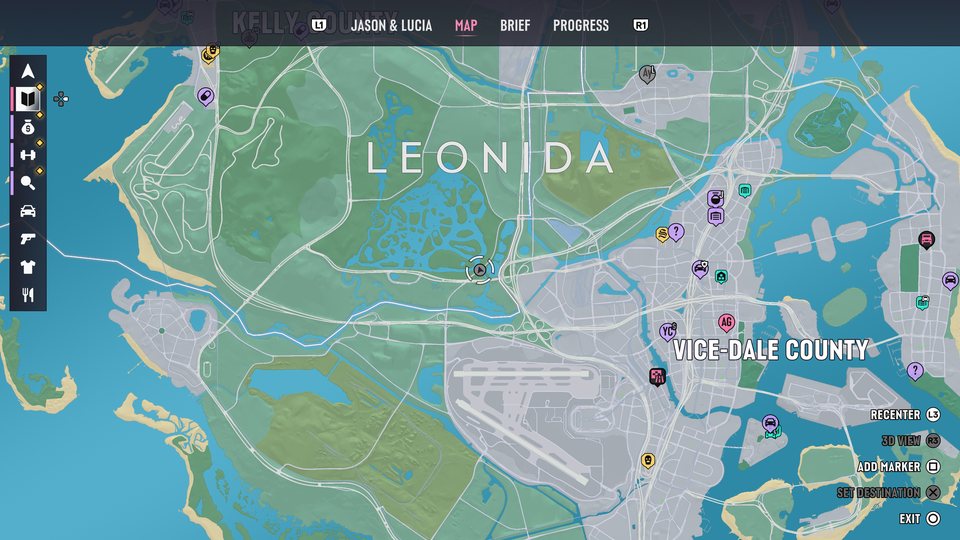 KELLY COUNTY
L1 JASON & LUCIA MAP BRIEF PROGRESS R1
LEONIDA
?
AG
YC
VICE-DALE COUNTY
?
RECENTER L3
3D VIEW R3
ADD MARKER
SET DESTINATION
EXIT